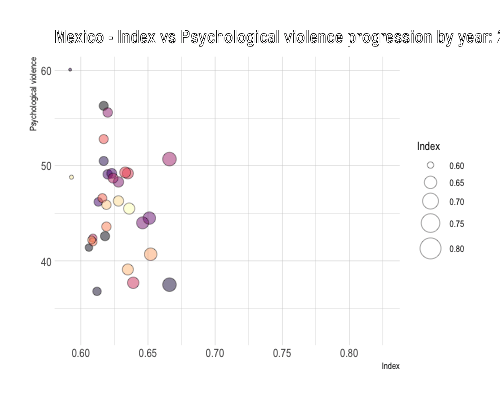 Mexico - Index vs Psychological violence progression by year:
Psychological violence
60
50
40
0.60 0.65 0.70 0.75 0.80
Index
Index
0.60
0.65
0.70
0.75
0.80